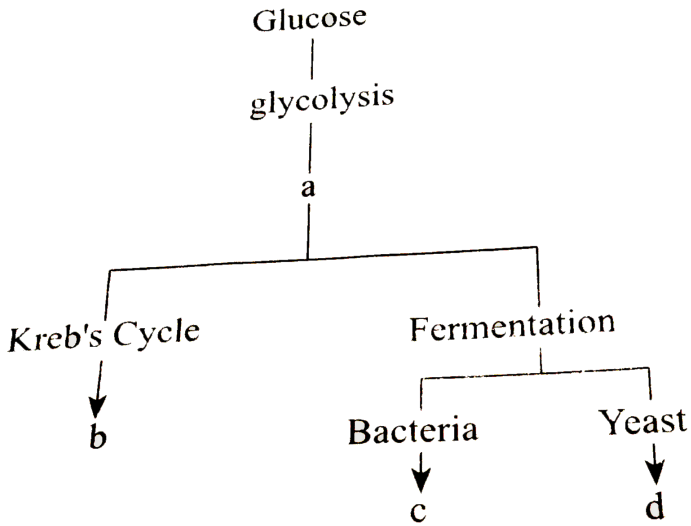 Glucose
glycolysis
a
Kreb's Cycle
Fermentation
b
Bacteria
Yeast
c
d